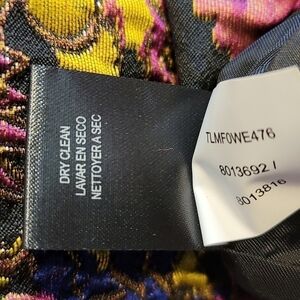 DRY CLEAN
LAVAR EN SECO
NETTOYER A SEC
TLMF0WE476
8013692 /
8013816